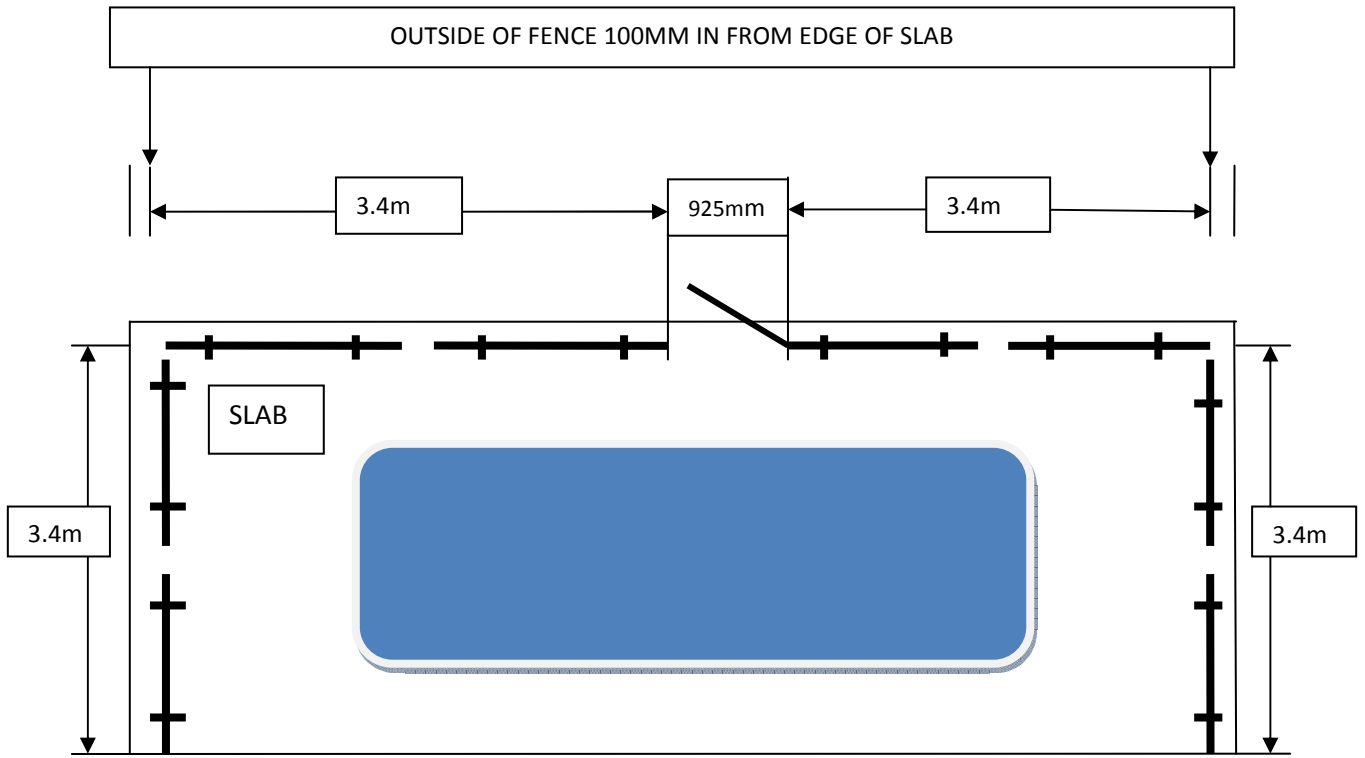 OUTSIDE OF FENCE 100MM IN FROM EDGE OF SLAB
3.4m
925mm
3.4m
SLAB
3.4m
3.4m